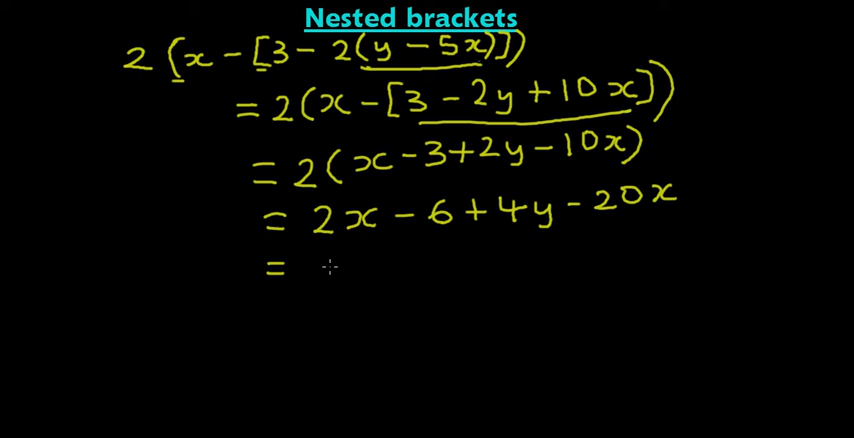 Nested brackets
2(x - [3 - 2(y - 5x)])
= 2(x - [3 - 2y + 10x])
= 2(x - 3 + 2y - 10x)
= 2x - 6 + 4y - 20x
=